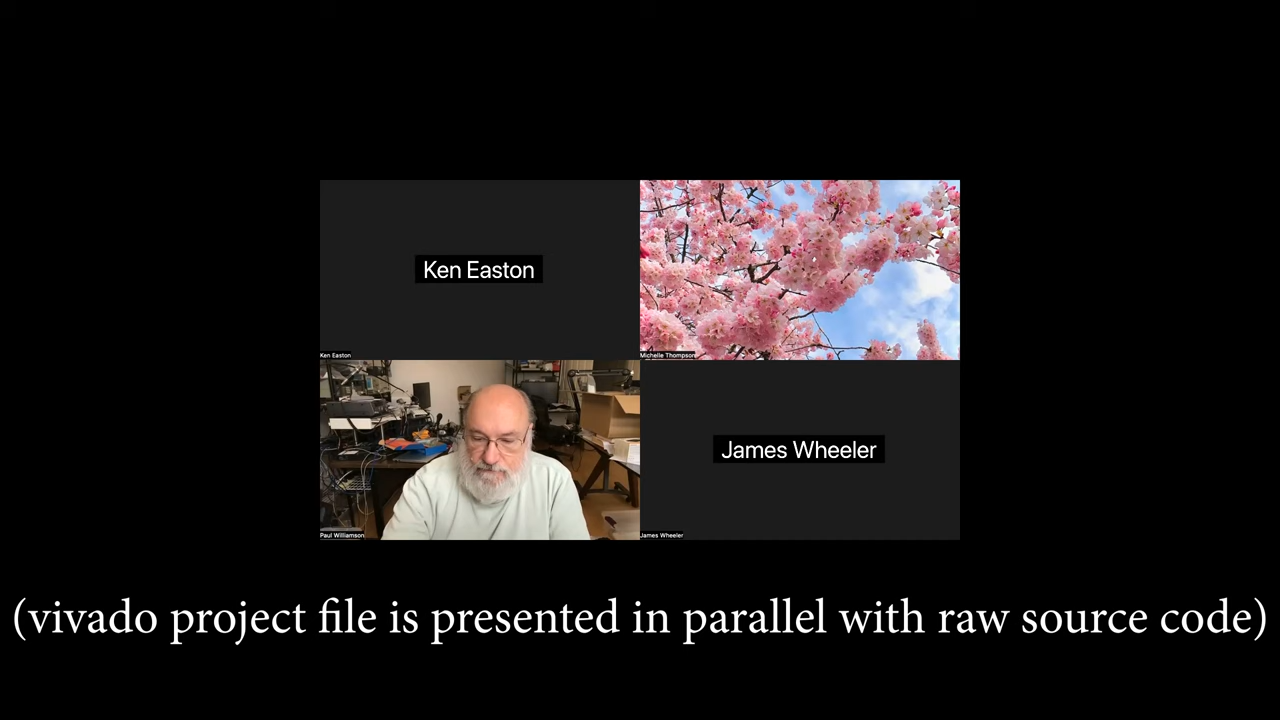 Ken Easton
Ken Easton
Michelle Thompson
Paul Williamson
James Wheeler
James Wheeler
(vivado project file is presented in parallel with raw source code)